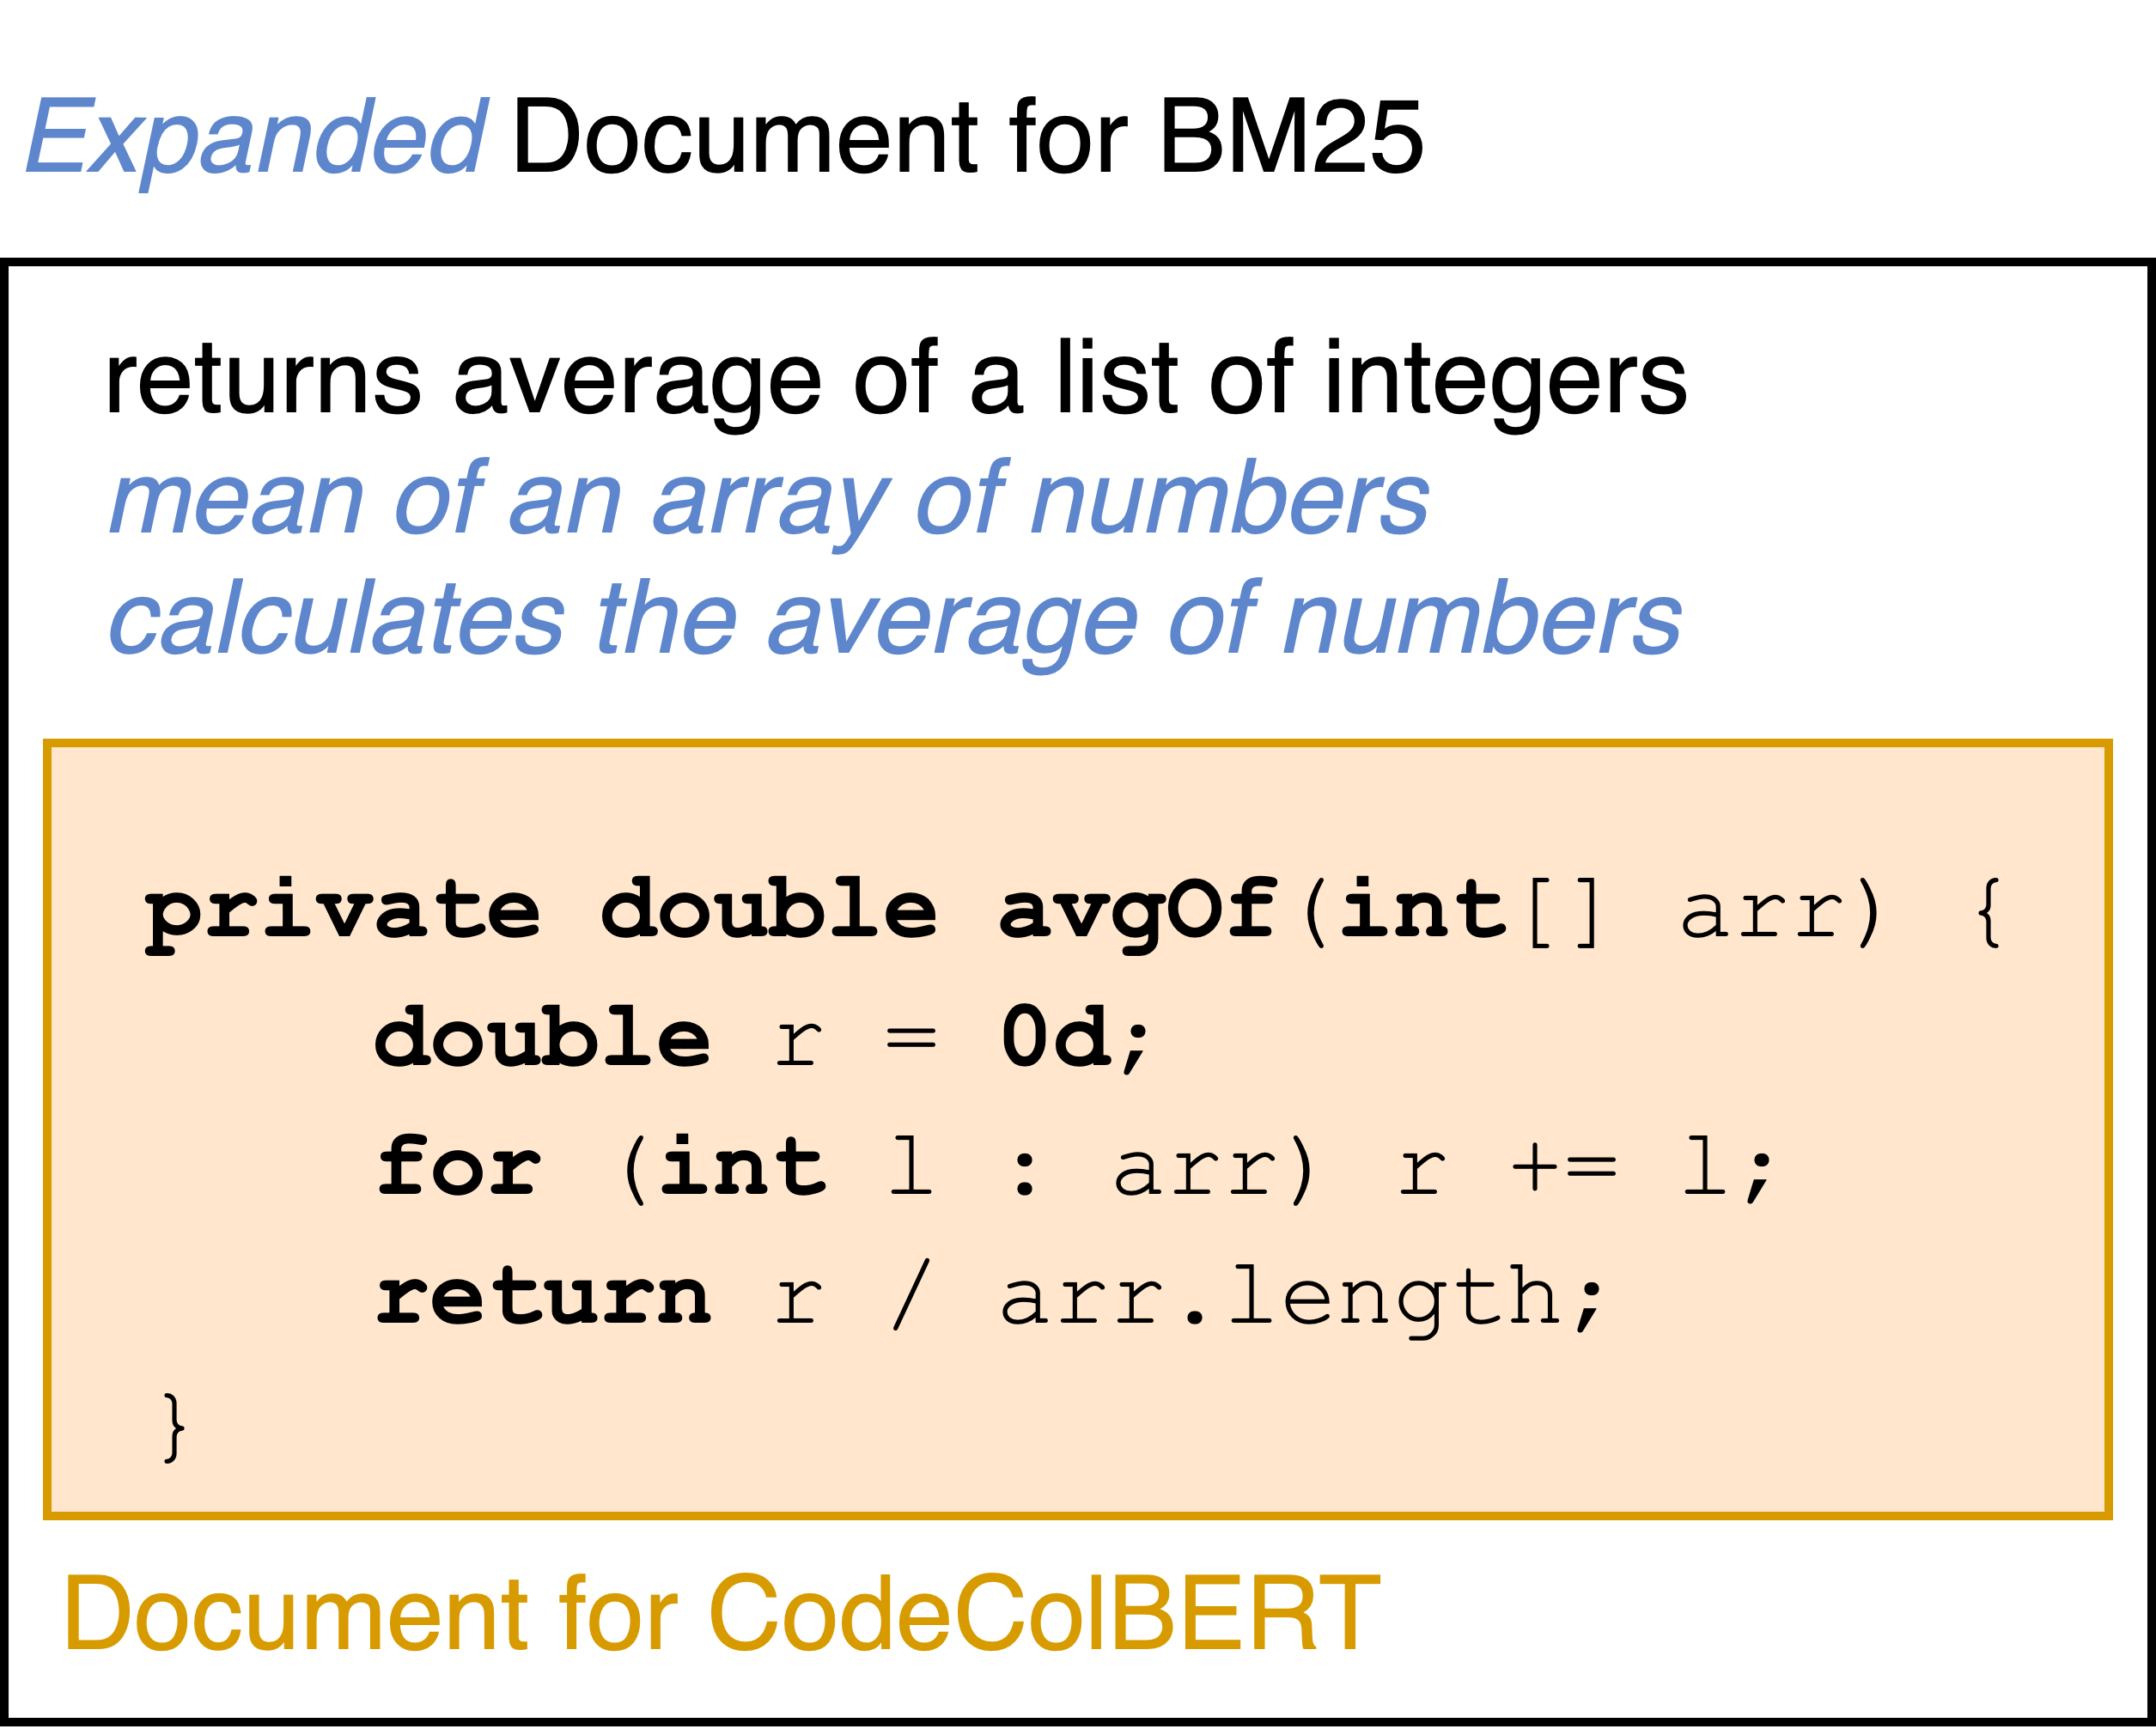 Expanded Document for BM25
returns average of a list of integers
mean of an array of numbers
calculates the average of numbers
private double avgOf(int[] arr) {
double r = 0d;
for (int l : arr) r += l;
return r / arr.length;
}
Document for CodeColBERT